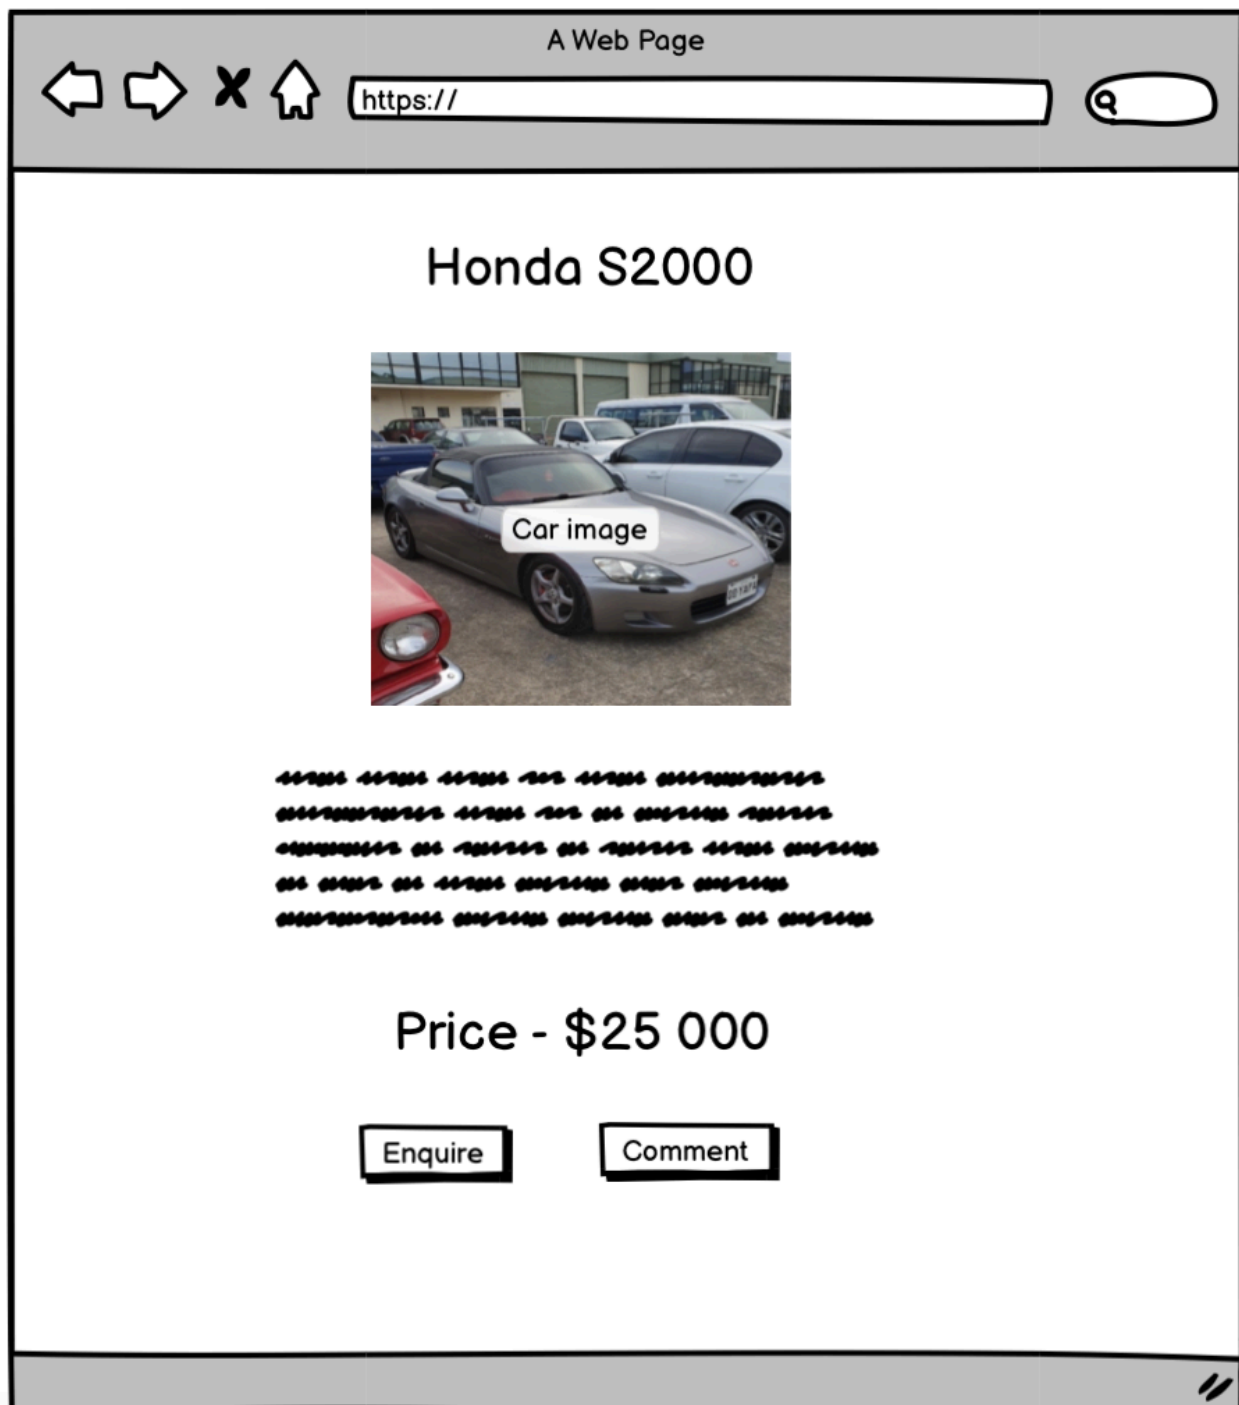 A Web Page
https://
Honda S2000
Car image
Price - $25 000
Enquire
Comment